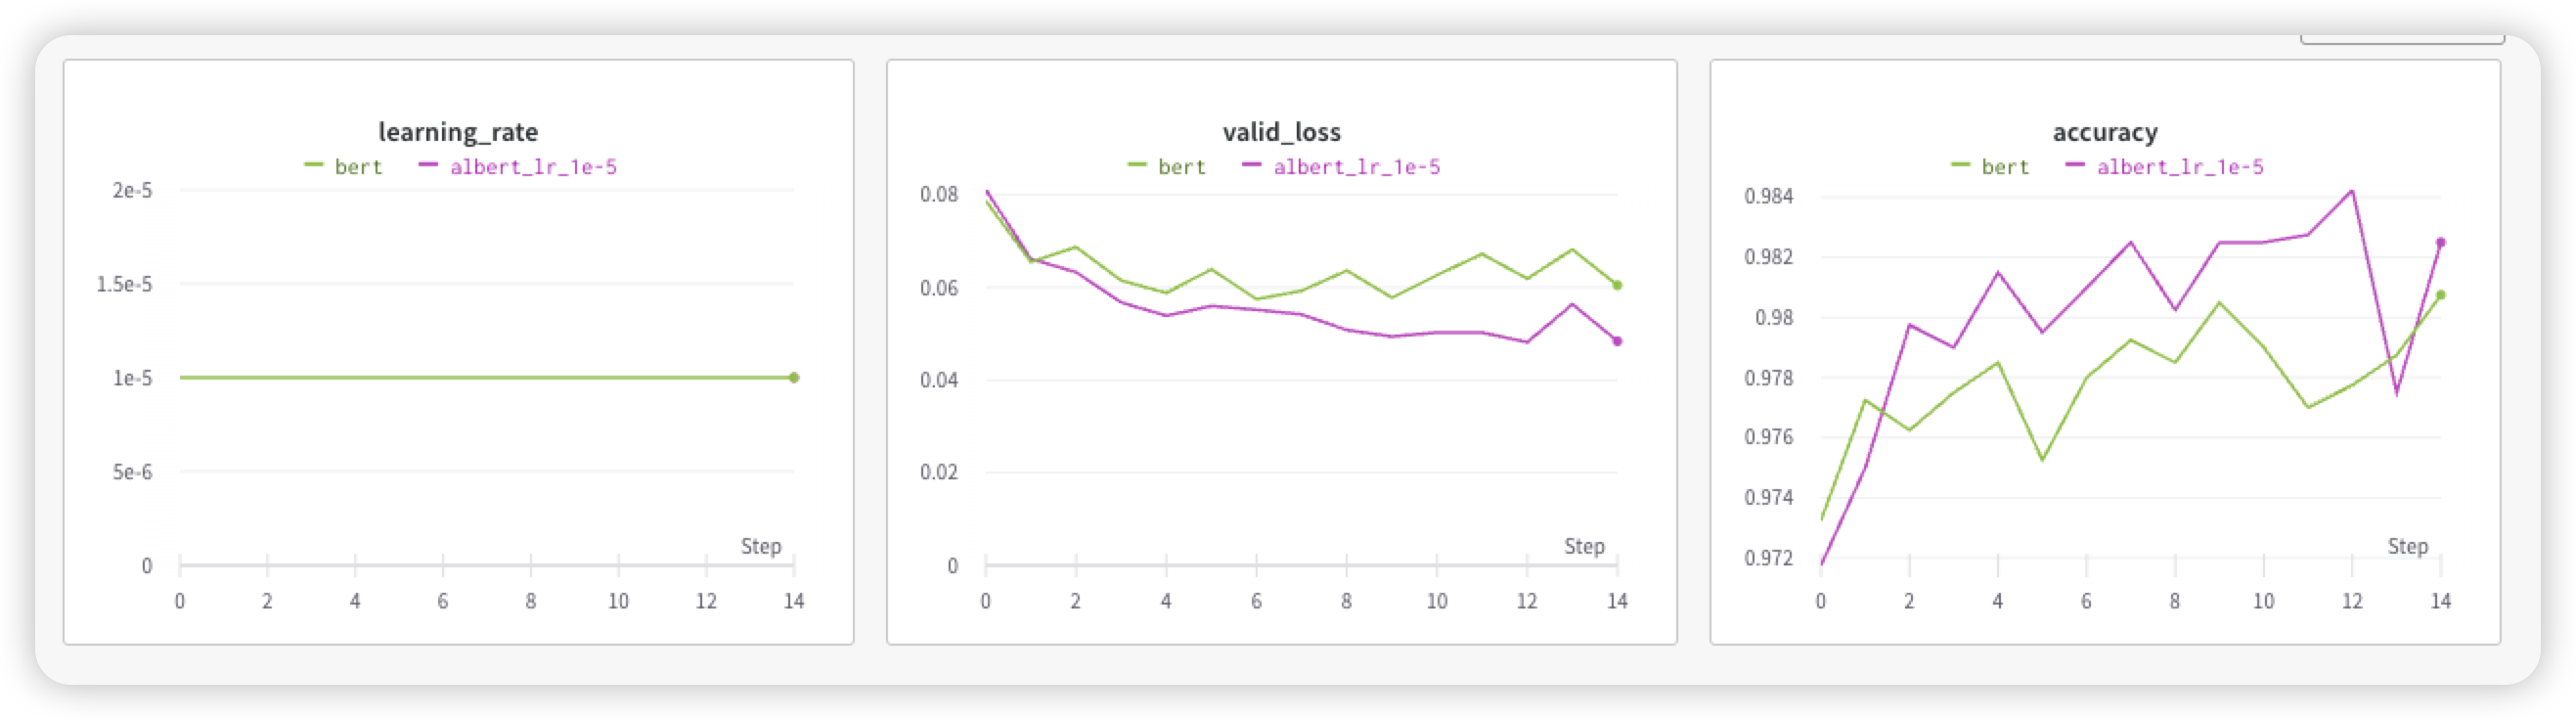 learning_rate
bert albert_lr_1e-5
2e-5
1.5e-5
1e-5
5e-6
0
Step
0 2 4 6 8 10 12 14
valid_loss
bert albert_lr_1e-5
0.08
0.06
0.04
0.02
0
Step
0 2 4 6 8 10 12 14
accuracy
bert albert_lr_1e-5
0.984
0.982
0.98
0.978
0.976
0.974
0.972
Step
0 2 4 6 8 10 12 14